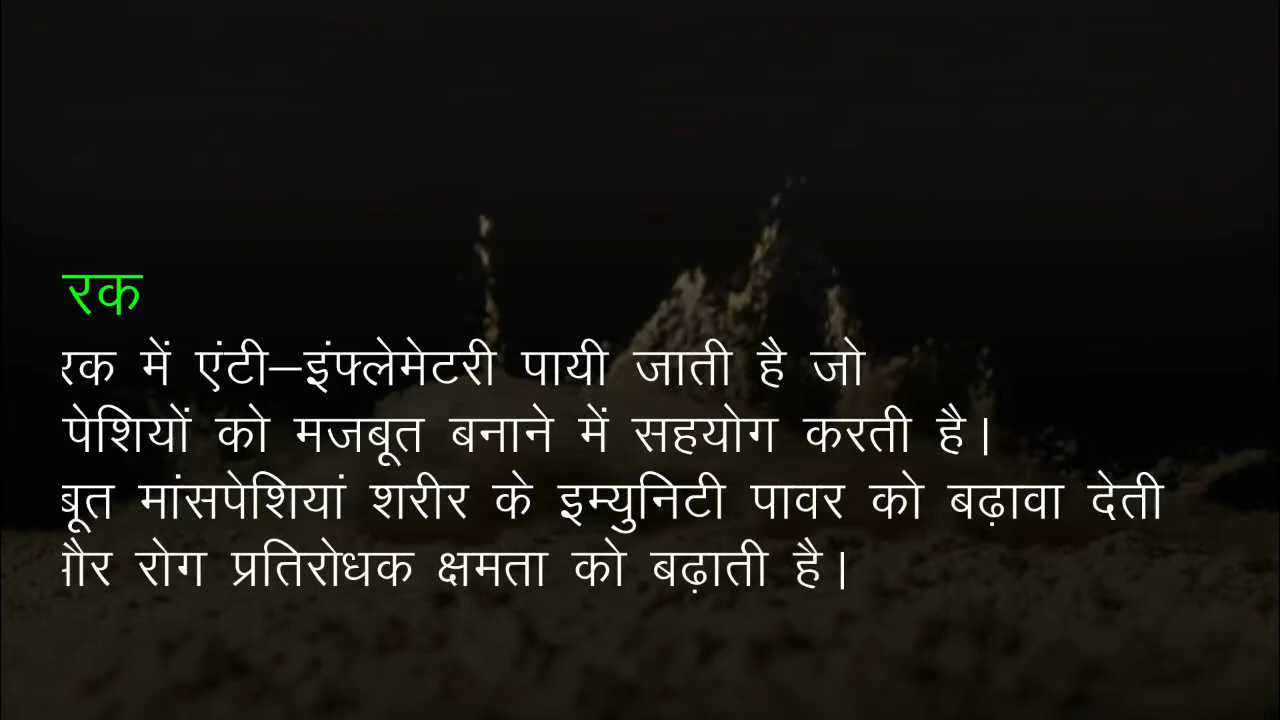 रक
रक में एंटी–इंफ्लेमेटरी पायी जाती है जो
पेशियों को मजबूत बनाने में सहयोग करती है।
बूत मांसपेशियां शरीर के इम्युनिटी पावर को बढ़ावा देती
और रोग प्रतिरोधक क्षमता को बढ़ाती है।